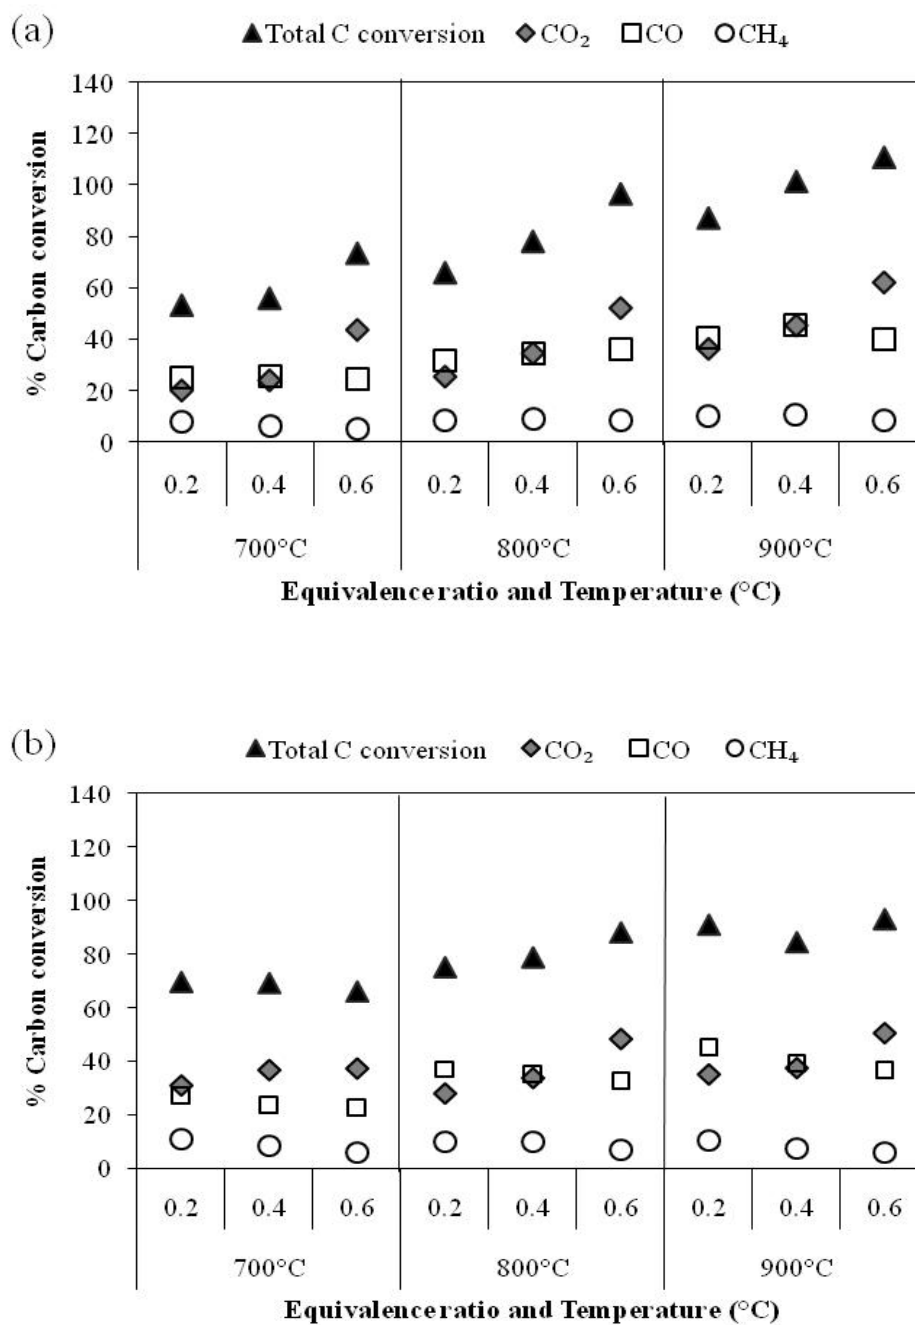 (a)
Total C conversion CO₂ CO CH₄
140
120
100
80
60
40
20
0
% Carbon conversion
0.2 0.4 0.6 0.2 0.4 0.6 0.2 0.4 0.6
700°C 800°C 900°C
Equivalence ratio and Temperature (°C)
(b)
Total C conversion CO₂ CO CH₄
140
120
100
80
60
40
20
0
% Carbon conversion
0.2 0.4 0.6 0.2 0.4 0.6 0.2 0.4 0.6
700°C 800°C 900°C
Equivalence ratio and Temperature (°C)